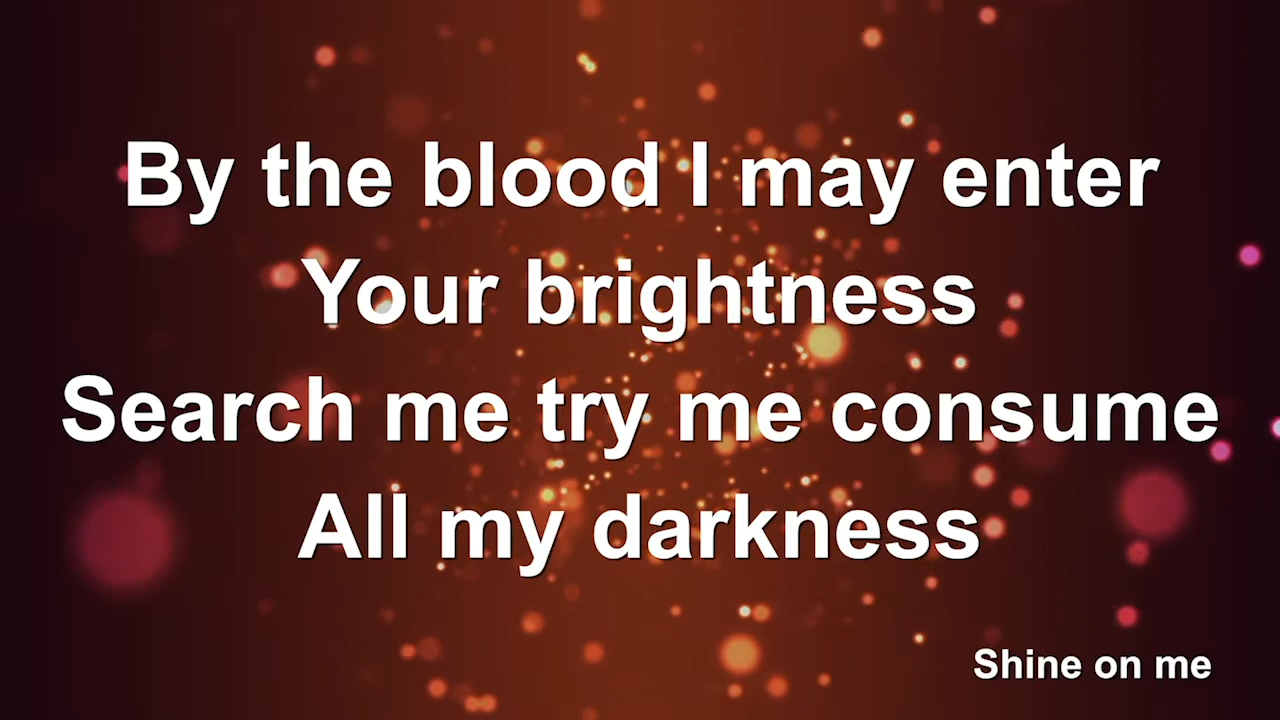 By the blood I may enter
Your brightness
Search me try me consume
All my darkness
Shine on me